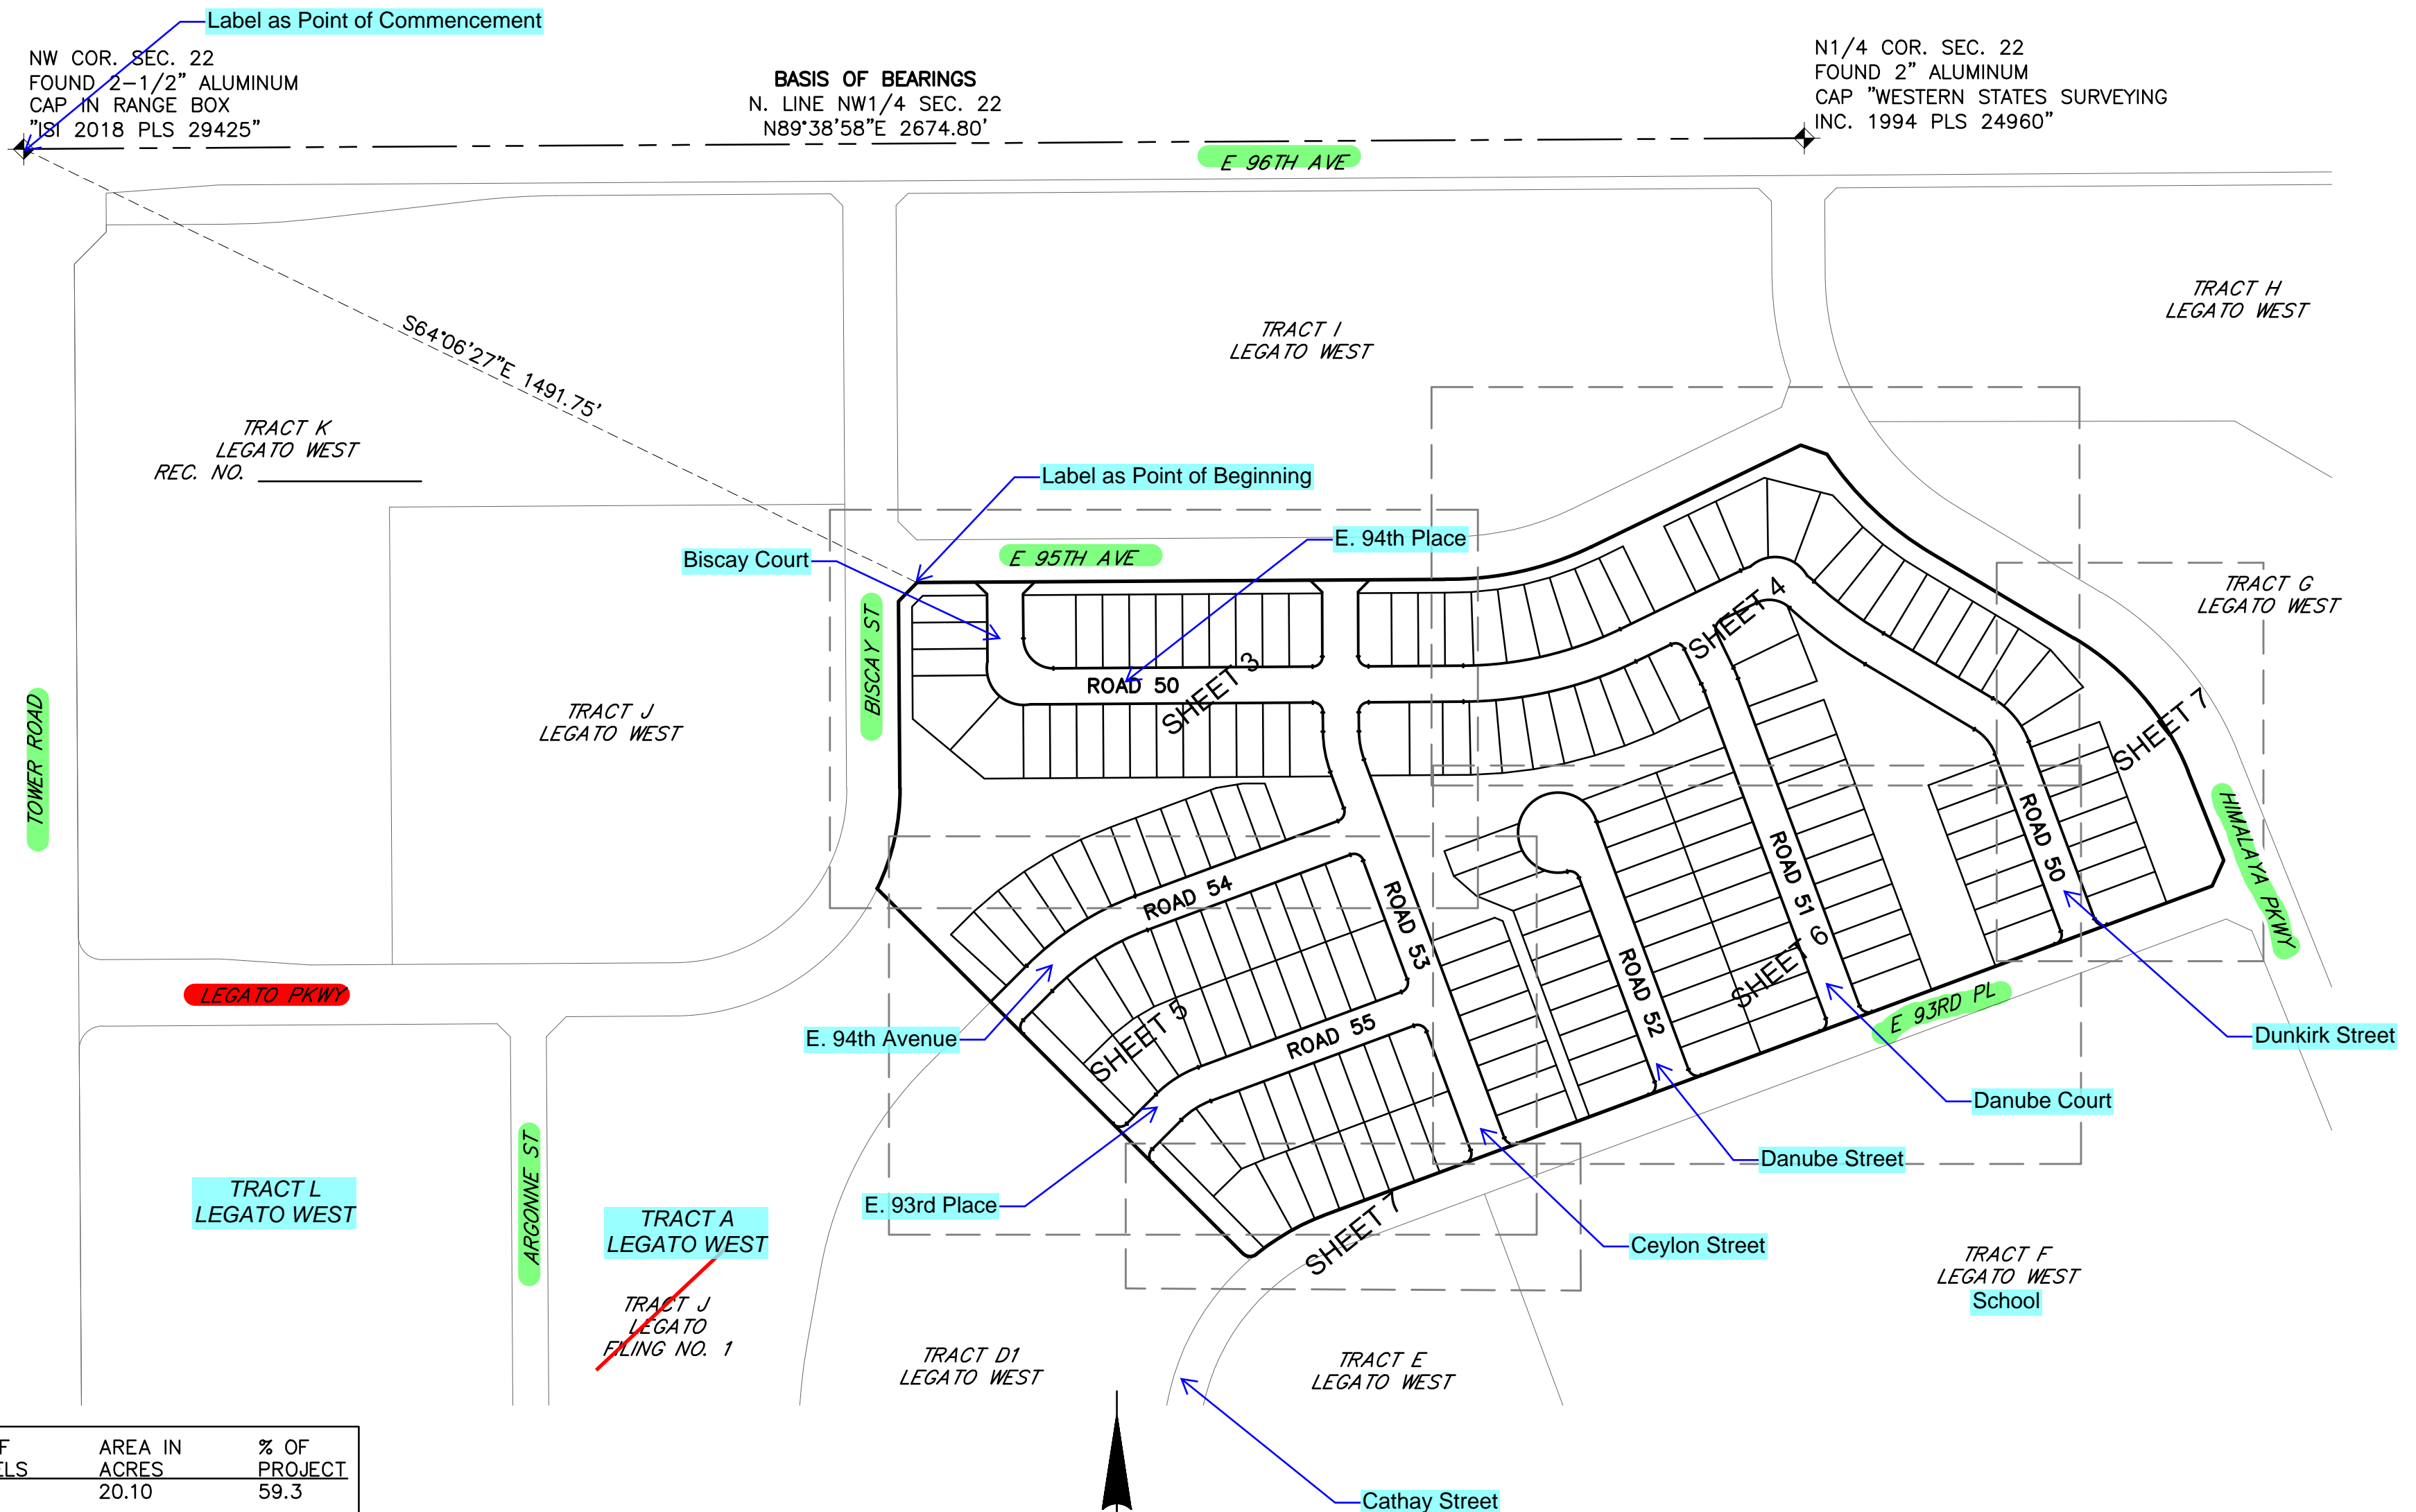 Label as Point of Commencement
NW COR. SEC. 22
FOUND 2-1/2" ALUMINUM
CAP IN RANGE BOX
"ISI 2018 PLS 29425"
BASIS OF BEARINGS
N. LINE NW1/4 SEC. 22
N89°38'58"E 2674.80'
N1/4 COR. SEC. 22
FOUND 2" ALUMINUM
CAP "WESTERN STATES SURVEYING
INC. 1994 PLS 24960"
E 96TH AVE
TRACT H
LEGATO WEST
TRACT I
LEGATO WEST
S64°06'27"E 1491.75'
TRACT K
LEGATO WEST
REC. NO.
Label as Point of Beginning
E. 94th Place
Biscay Court
E 95TH AVE
TRACT G
LEGATO WEST
BISCAY ST
SHEET 4
ROAD 50
SHEET 3
TRACT J
LEGATO WEST
TOWER ROAD
SHEET 7
HIMALAYA PKWY
ROAD 50
ROAD 51
ROAD 54
ROAD 53
ROAD 52
SHEET 6
LEGATO PKWY
E 93RD PL
SHEET 5
ROAD 55
E. 94th Avenue
Dunkirk Street
Danube Court
Danube Street
ARGONNE ST
TRACT L
LEGATO WEST
TRACT A
LEGATO WEST
E. 93rd Place
SHEET 7
Ceylon Street
TRACT F
LEGATO WEST
School
TRACT J
LEGATO
FILING NO. 1
TRACT D1
LEGATO WEST
TRACT E
LEGATO WEST
AREA IN % OF
ACRES PROJECT
20.10 59.3
Cathay Street